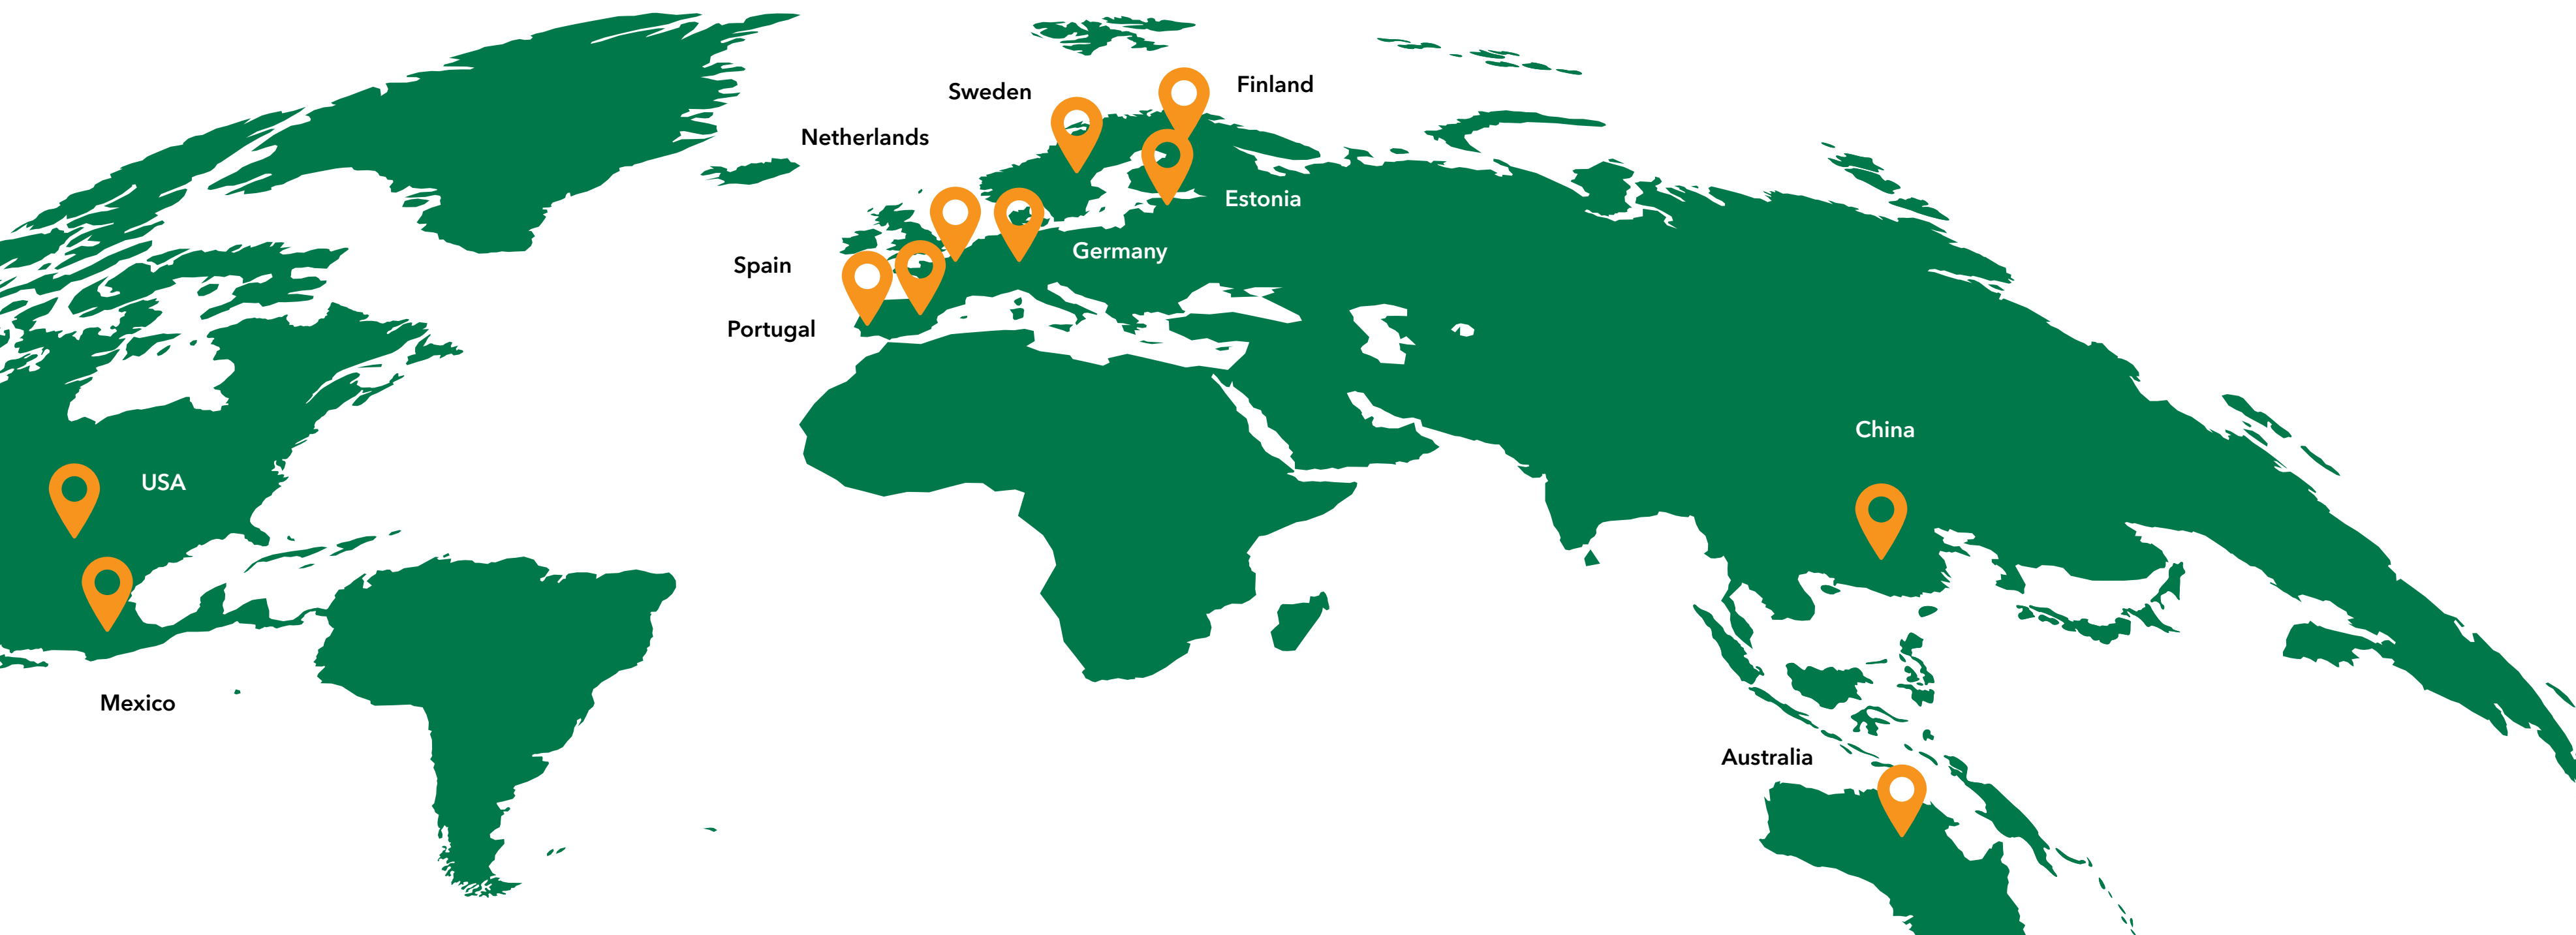 Finland
Sweden
Netherlands
Estonia
Germany
Spain
Portugal
China
USA
Mexico
Australia